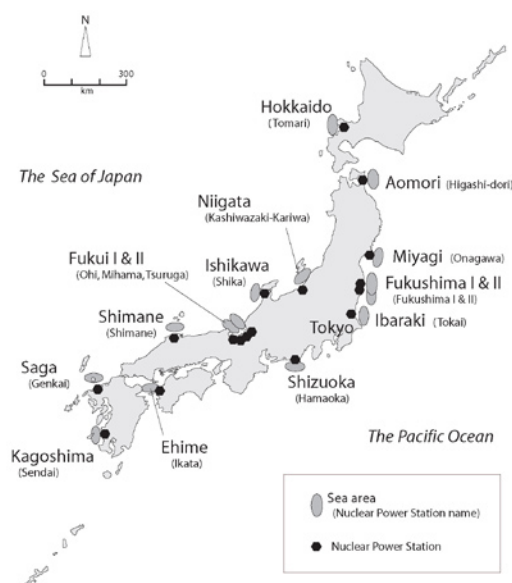 N
0 300
km
Hokkaido
(Tomari)
The Sea of Japan
Aomori (Higashi-dori)
Niigata
(Kashiwazaki-Kariwa)
Miyagi (Onagawa)
Fukui I & II
(Ohi, Mihama, Tsuruga)
Ishikawa
(Shika)
Fukushima I & II
(Fukushima I & II)
Shimane
(Shimane)
Tokyo
Ibaraki (Tokai)
Saga
(Genkai)
Shizuoka
(Hamaoka)
The Pacific Ocean
Ehime
(Ikata)
Kagoshima
(Sendai)
Sea area
(Nuclear Power Station name)
Nuclear Power Station